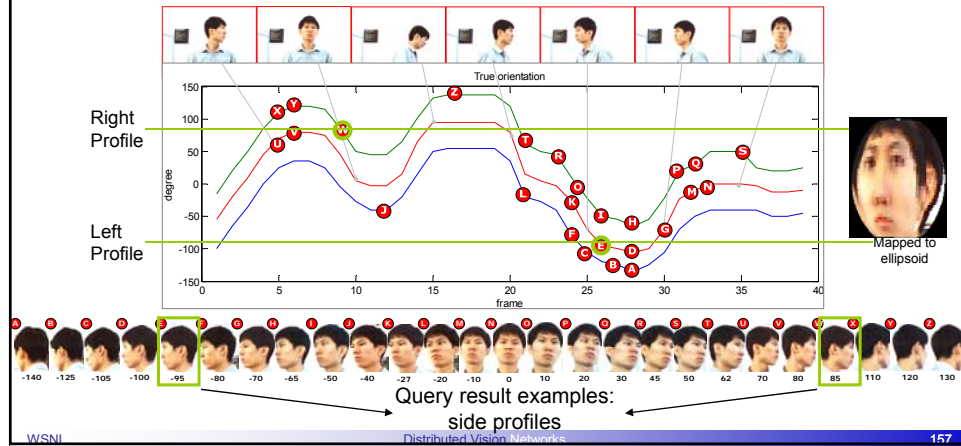 True orientation
Right
Profile
Left
Profile
degree
150
100
50
0
-50
-100
-150
0 5 10 15 20 25 30 35 40
frame
X Y W Z U V J T R O K L F C I E B H D A G P Q M N S
Mapped to
ellipsoid
A B C D E F G H I J K L M N O P Q R S T U V W X Y Z
-140 -125 -105 -100 -95 -80 -70 -65 -50 -40 -27 -20 -10 0 10 20 30 45 50 62 70 80 85 110 120 130
Query result examples:
side profiles
WSNI Distributed Vision Networks 157